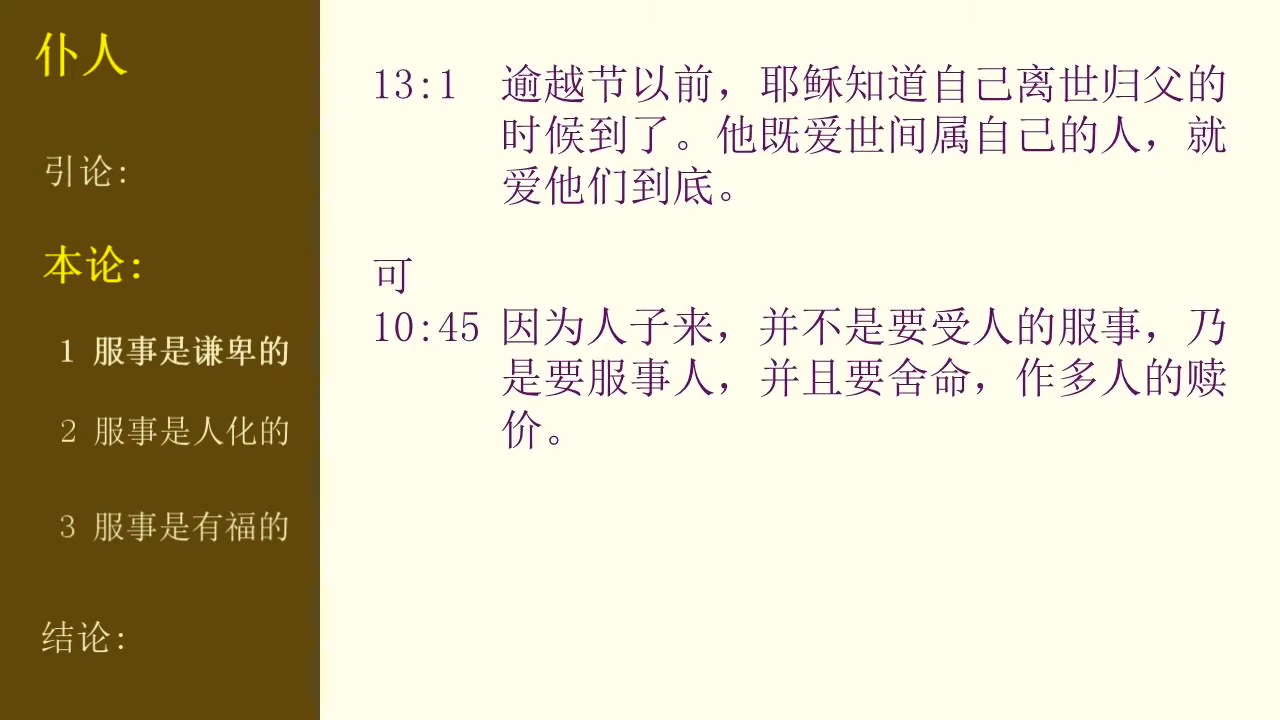 仆人
引论:
本论:
1 服事是谦卑的
2 服事是人化的
3 服事是有福的
结论:
13:1 逾越节以前，耶稣知道自己离世归父的
时候到了。他既爱世间属自己的人，就
爱他们到底。
可
10:45 因为人子来，并不是要受人的服事，乃
是要服事人，并且要舍命，作多人的赎
价。